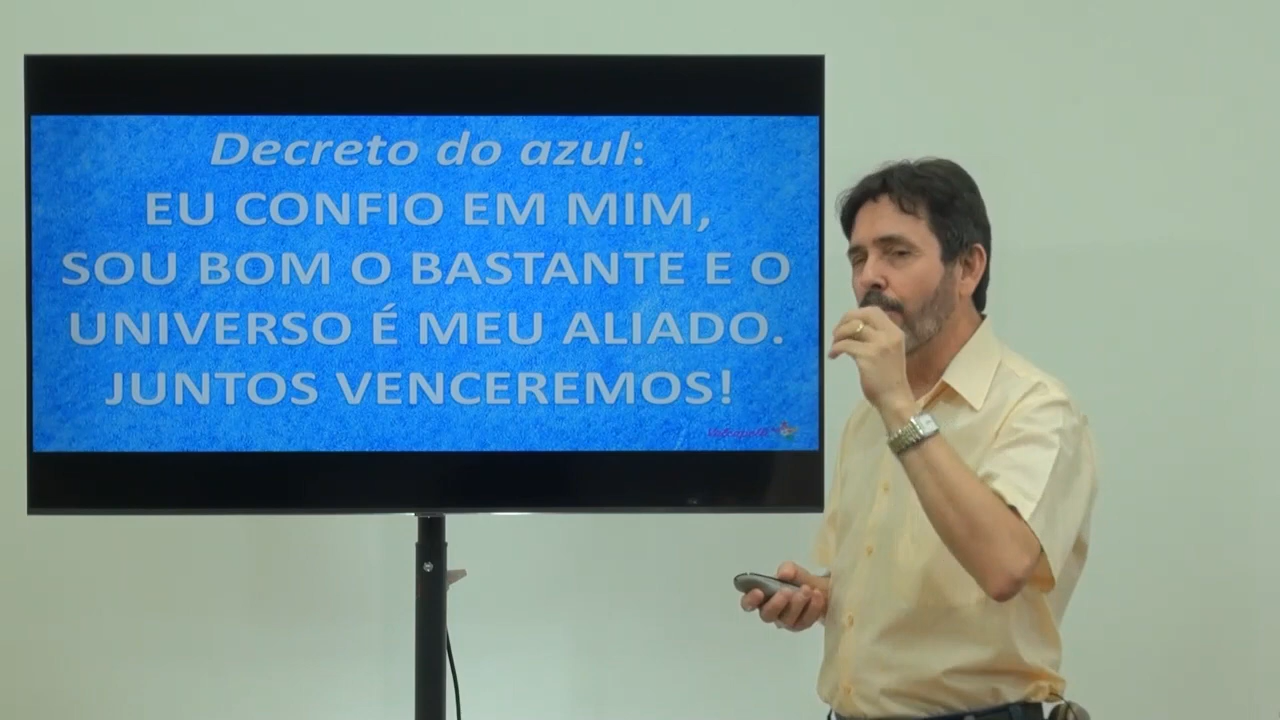 Decreto do azul:
EU CONFIO EM MIM,
SOU BOM O BASTANTE E O
UNIVERSO É MEU ALIADO.
JUNTOS VENCEREMOS!